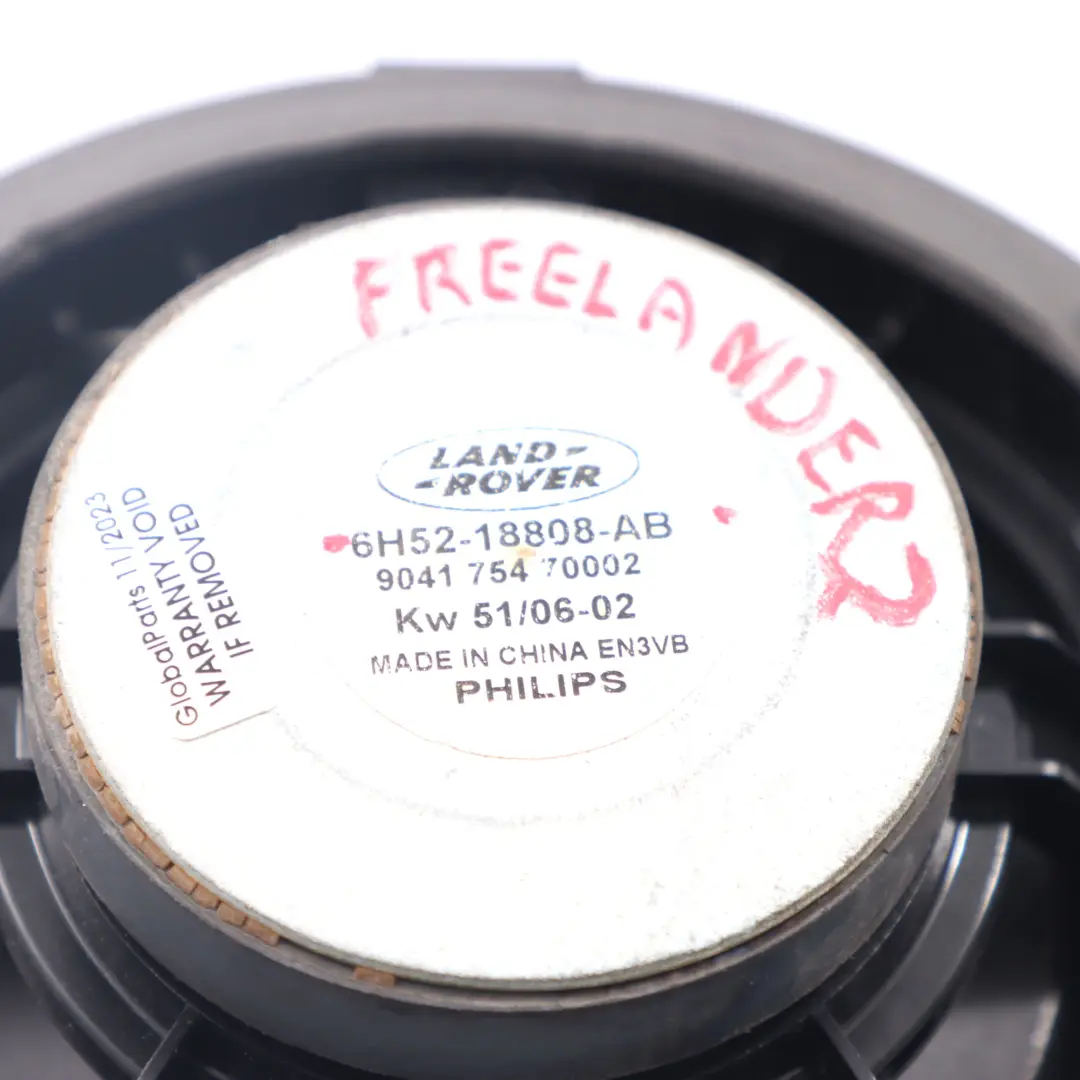 FREELANDER
LAND-
-ROVER
6H52-18808-AB
9041 754 70002
Kw 51/06-02
MADE IN CHINA EN3VB
PHILIPS
GlobalParts 11/2023
WARRANTY VOID
IF REMOVED